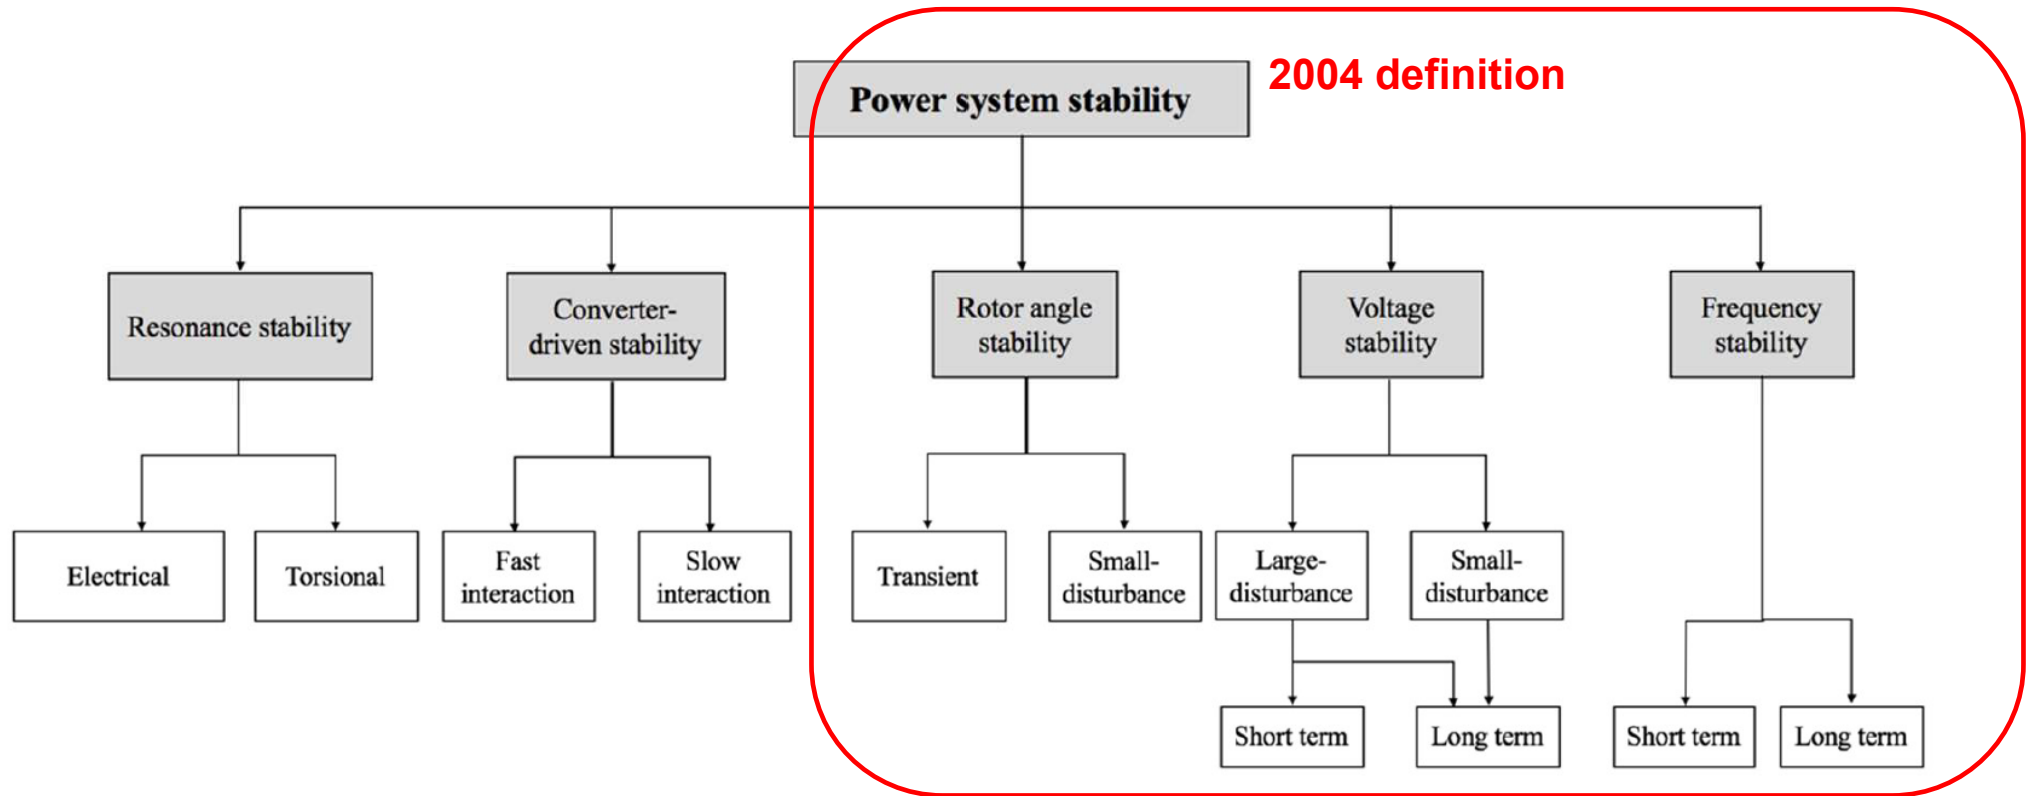 2004 definition
Power system stability
Resonance stability
Converter-
driven stability
Rotor angle
stability
Voltage
stability
Frequency
stability
Electrical
Torsional
Fast
interaction
Slow
interaction
Transient
Small-
disturbance
Large-
disturbance
Small-
disturbance
Short term
Long term
Short term
Long term